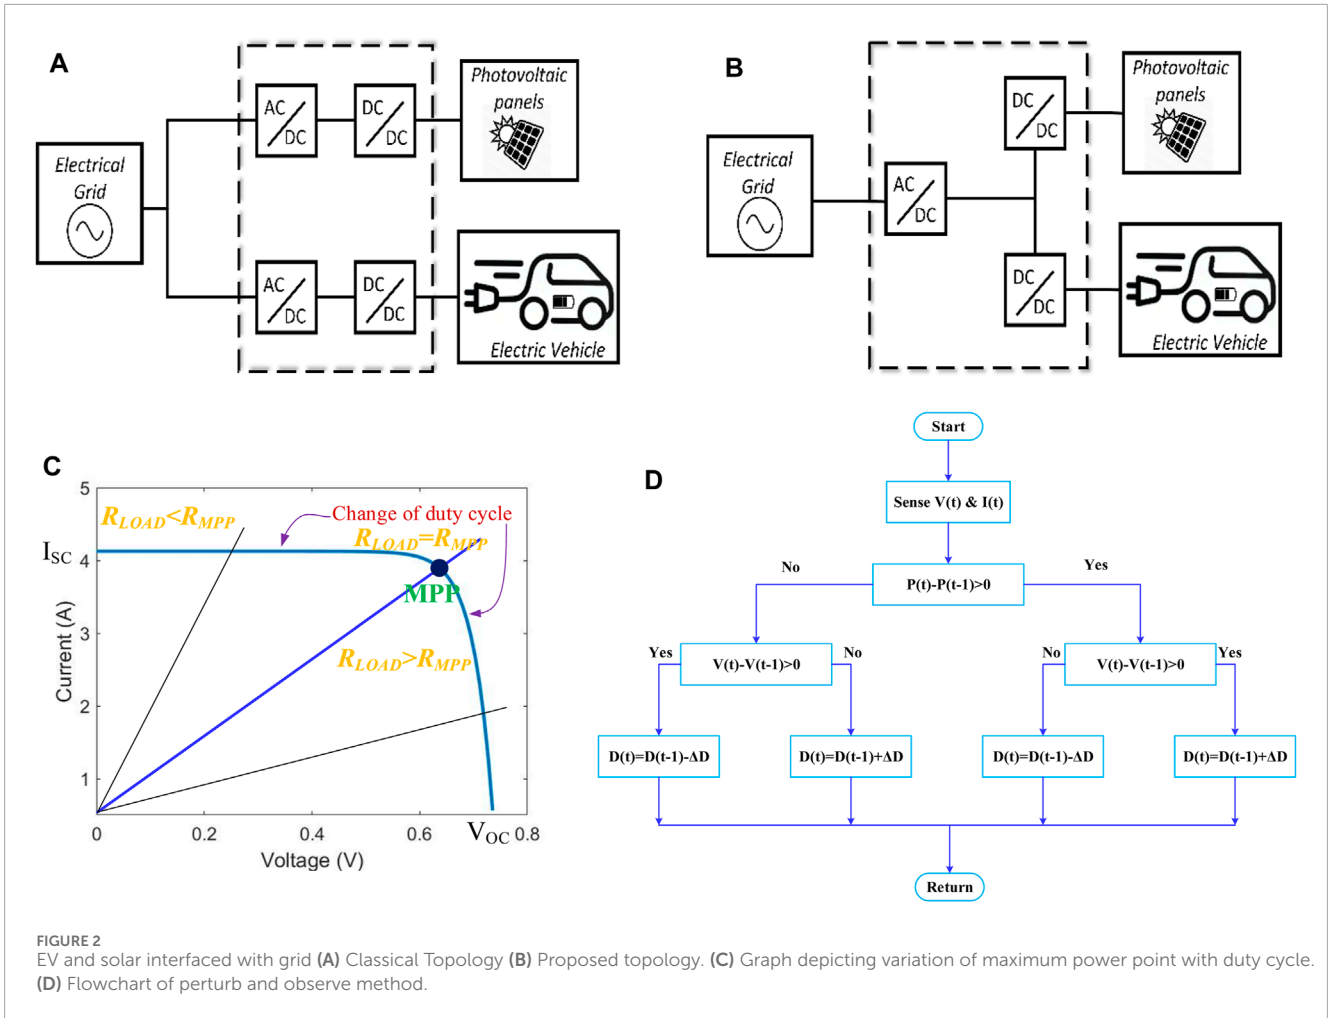 A
Electrical
Grid
AC
DC
DC
DC
Photovoltaic
panels
AC
DC
DC
DC
Electric Vehicle
B
Electrical
Grid
AC
DC
DC
DC
Photovoltaic
panels
DC
DC
Electric Vehicle
C
5
4
3
2
1
0
0.2
0.4
0.6
0.8
Current (A)
Voltage (V)
I_SC
V_OC
R_LOAD<R_MPP
Change of duty cycle
R_LOAD=R_MPP
MPP
R_LOAD>R_MPP
D
Start
Sense V(t) & I(t)
P(t)-P(t-1)>0
No
Yes
V(t)-V(t-1)>0
Yes
No
V(t)-V(t-1)>0
No
Yes
D(t)=D(t-1)-ΔD
D(t)=D(t-1)+ΔD
D(t)=D(t-1)-ΔD
D(t)=D(t-1)+ΔD
Return
FIGURE 2
EV and solar interfaced with grid (A) Classical Topology (B) Proposed topology. (C) Graph depicting variation of maximum power point with duty cycle.
(D) Flowchart of perturb and observe method.